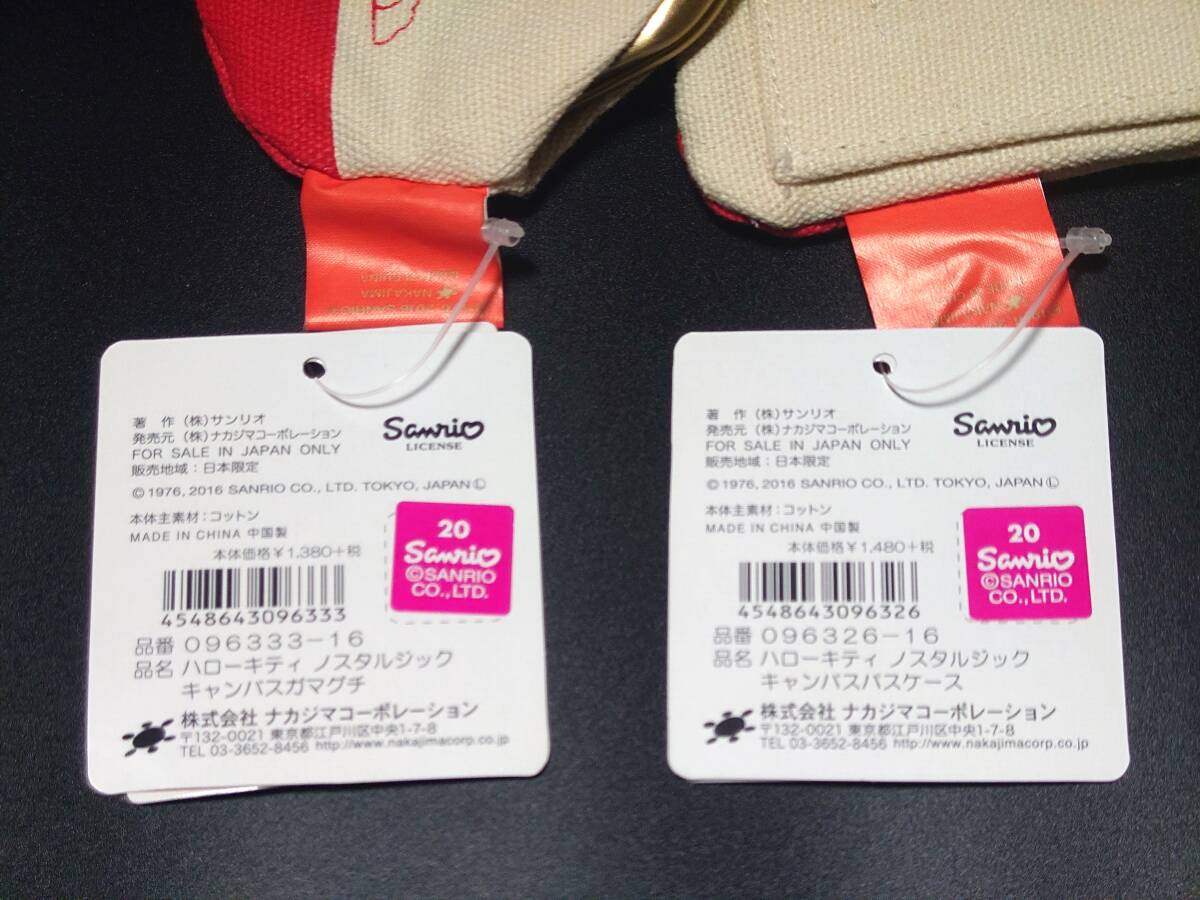 NAKAJIMA
著　作 (株)サンリオ
発売元 (株)ナカジマコーポレーション
FOR SALE IN JAPAN ONLY
販売地域：日本限定
Sanrio
LICENSE
©1976, 2016 SANRIO CO., LTD. TOKYO, JAPAN Ⓛ
本体主素材：コットン
MADE IN CHINA 中国製
本体価格¥1,380+税
4548643096333
20
Sanrio
©SANRIO
CO.,LTD.
品番 096333-16
品名 ハローキティ ノスタルジック
キャンバスガマグチ
株式会社 ナカジマコーポレーション
〒132-0021 東京都江戸川区中央1-7-8
TEL 03-3652-8456 http://www.nakajimacorp.co.jp
著　作 (株)サンリオ
発売元 (株)ナカジマコーポレーション
FOR SALE IN JAPAN ONLY
販売地域：日本限定
Sanrio
LICENSE
©1976, 2016 SANRIO CO., LTD. TOKYO, JAPAN Ⓛ
本体主素材：コットン
MADE IN CHINA 中国製
本体価格¥1,480+税
4548643096326
20
Sanrio
©SANRIO
CO.,LTD.
品番 096326-16
品名 ハローキティ ノスタルジック
キャンバスパスケース
株式会社 ナカジマコーポレーション
〒132-0021 東京都江戸川区中央1-7-8
TEL 03-3652-8456 http://www.nakajimacorp.co.jp